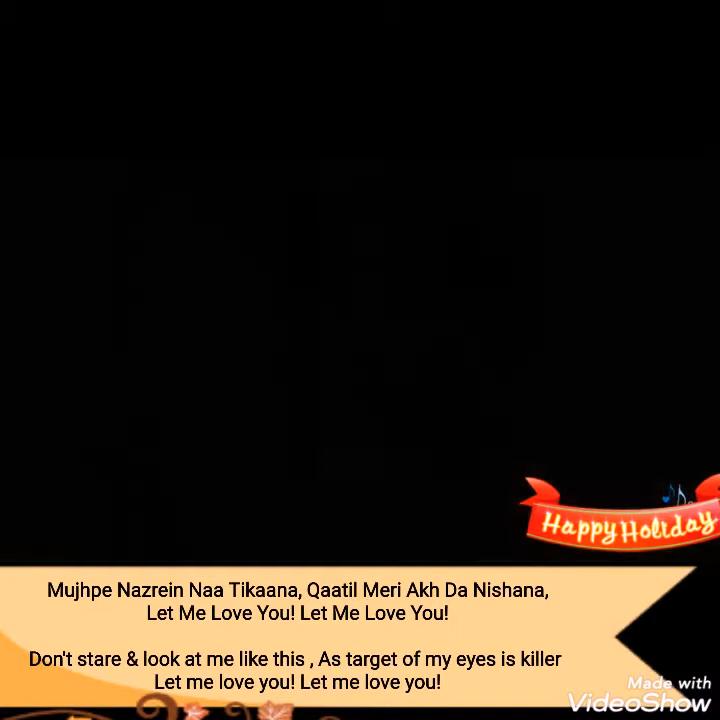 Happy Holiday
Mujhpe Nazrein Naa Tikaana, Qaatil Meri Akh Da Nishana,
Let Me Love You! Let Me Love You!
Don't stare & look at me like this , As target of my eyes is killer
Let me love you! Let me love you!
Made with
VideoShow